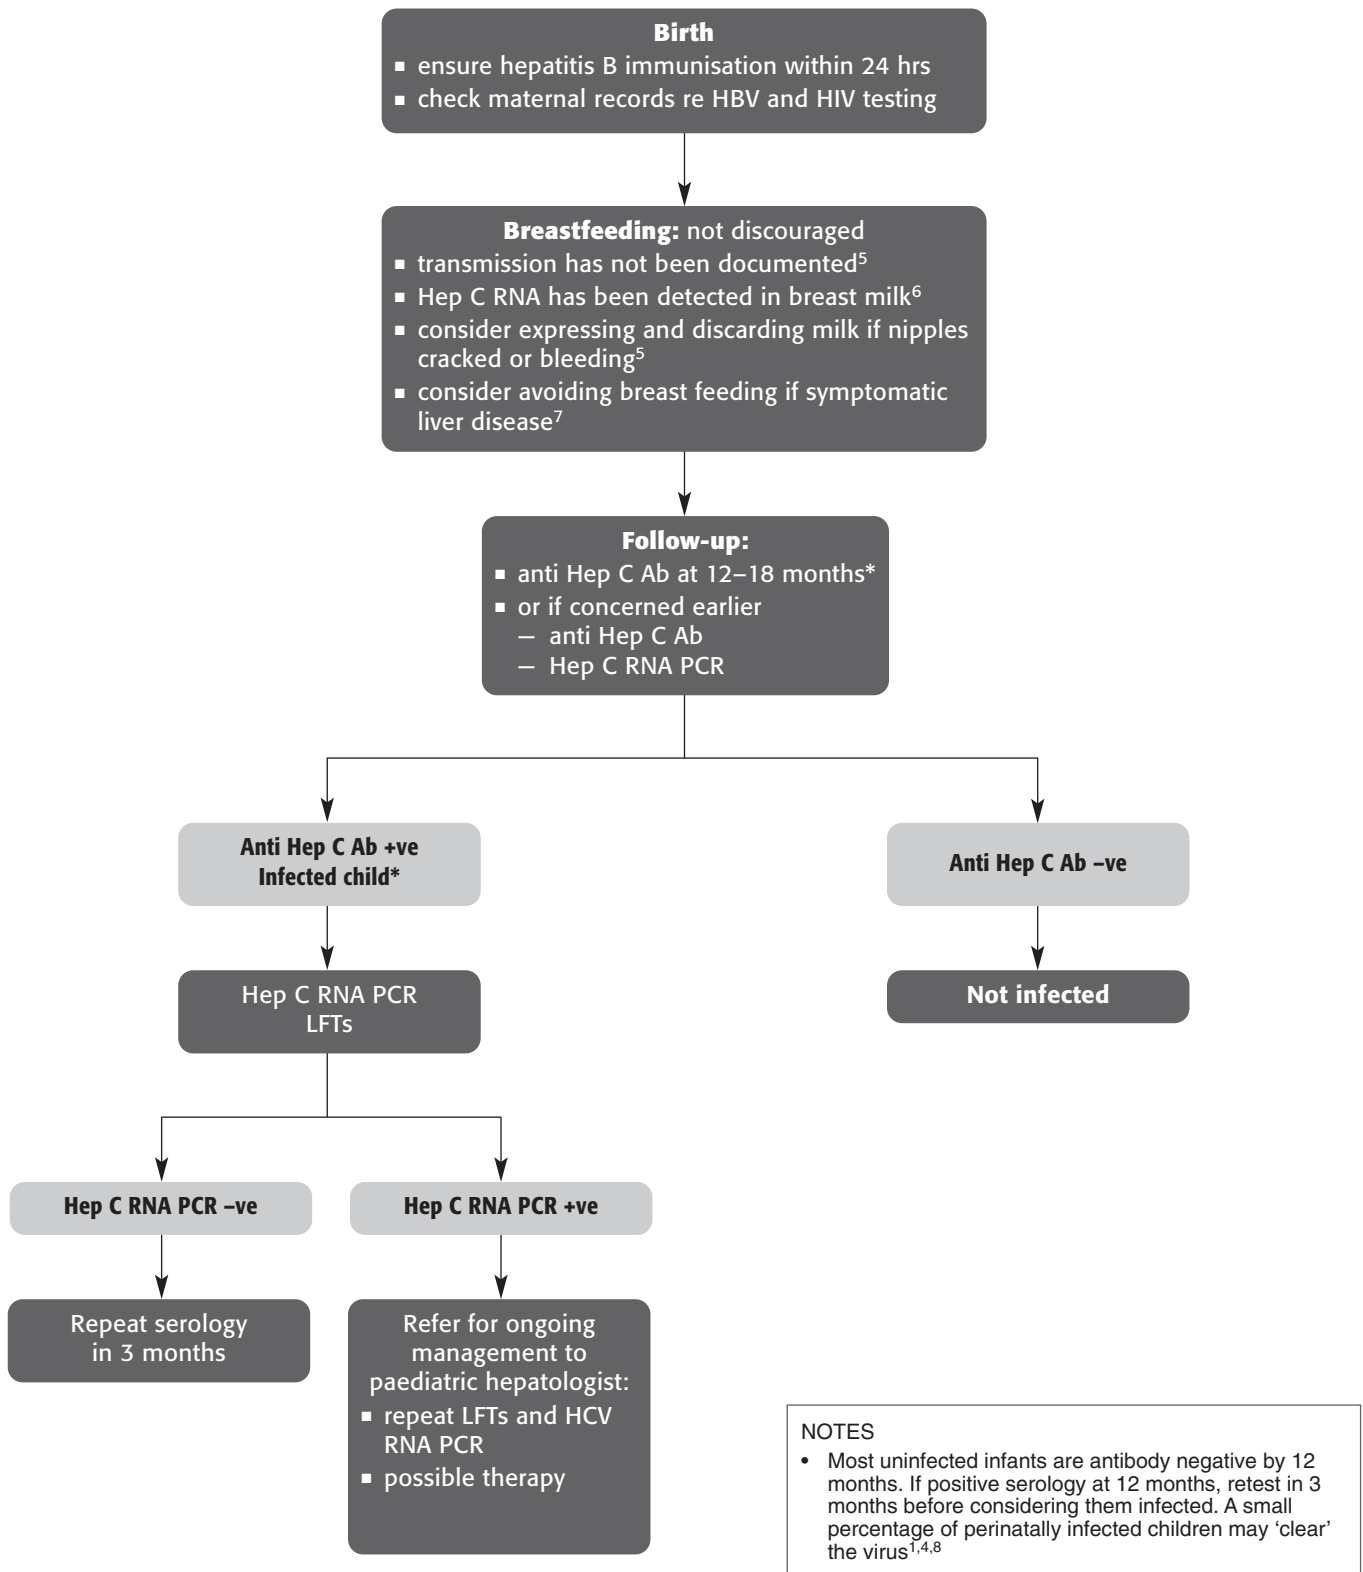 Birth
▪ ensure hepatitis B immunisation within 24 hrs
▪ check maternal records re HBV and HIV testing
Breastfeeding: not discouraged
▪ transmission has not been documented⁵
▪ Hep C RNA has been detected in breast milk⁶
▪ consider expressing and discarding milk if nipples
cracked or bleeding⁵
▪ consider avoiding breast feeding if symptomatic
liver disease⁷
Follow-up:
▪ anti Hep C Ab at 12–18 months*
▪ or if concerned earlier
– anti Hep C Ab
– Hep C RNA PCR
Anti Hep C Ab +ve
Infected child*
Anti Hep C Ab –ve
Hep C RNA PCR
LFTs
Not infected
Hep C RNA PCR –ve
Hep C RNA PCR +ve
Repeat serology
in 3 months
Refer for ongoing
management to
paediatric hepatologist:
▪ repeat LFTs and HCV
RNA PCR
▪ possible therapy
NOTES
• Most uninfected infants are antibody negative by 12
months. If positive serology at 12 months, retest in 3
months before considering them infected. A small
percentage of perinatally infected children may ‘clear’
the virus¹,⁴,⁸